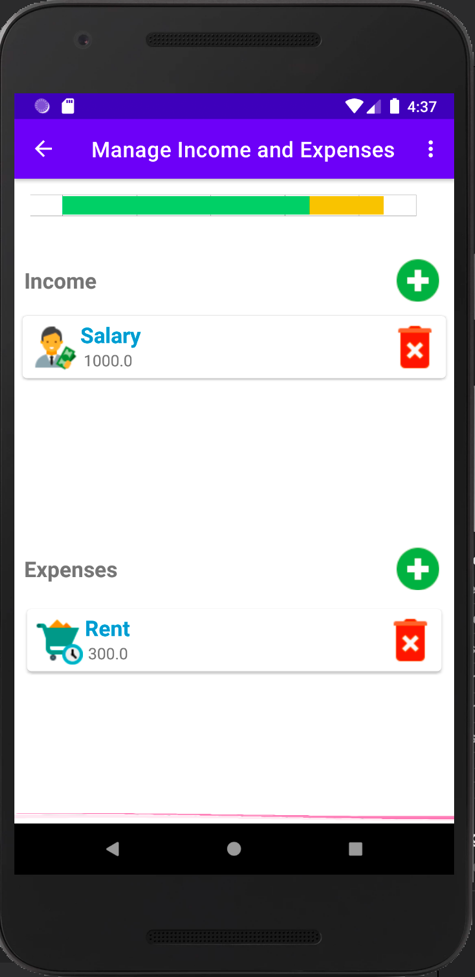 4:37
Manage Income and Expenses
Income
Salary
1000.0
Expenses
Rent
300.0